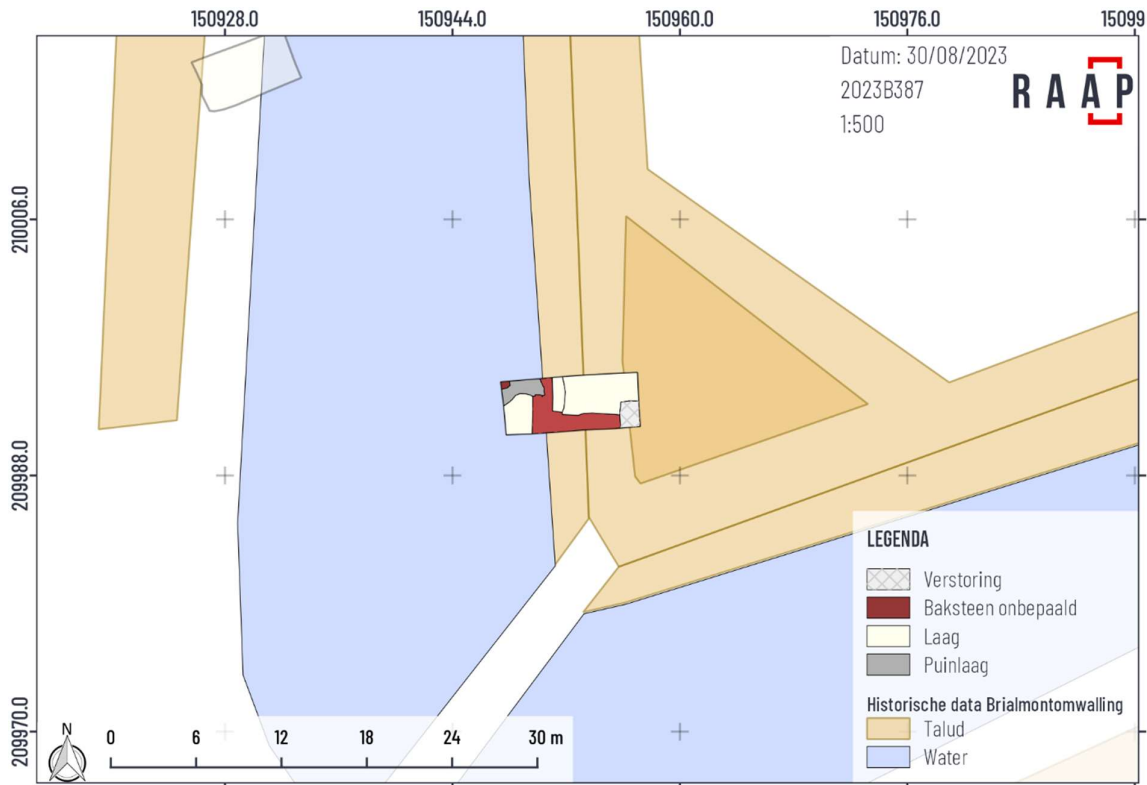 150928.0 150944.0 150960.0 150976.0 15099
Datum: 30/08/2023
2023B387
1:500
RAAP
210006.0
20988.0
209970.0
N
0 6 12 18 24 30 m
LEGENDA
Verstoring
Baksteen onbepaald
Laag
Puinlaag
Historische data Brialmontomwalling
Talud
Water